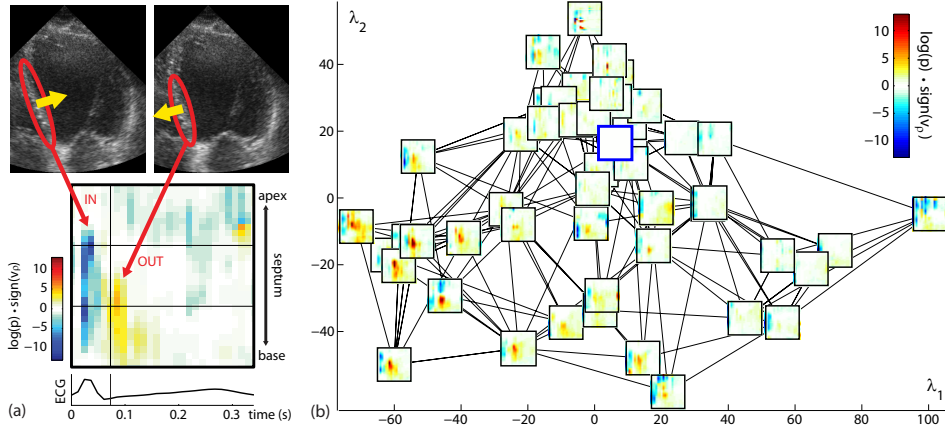 IN
OUT
apex
septum
base
log(p) • sign(vρ)
10
5
0
−5
−10
ECG
0
0.1
0.2
0.3
time (s)
(a)
λ2
40
20
0
−20
−40
−60
−40
−20
0
20
40
60
80
100
λ1
log(p) • sign(vρ)
10
5
0
−5
−10
(b)